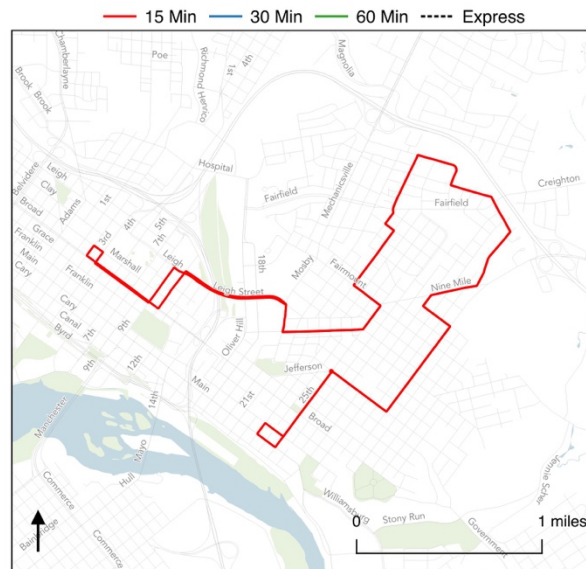 15 Min 30 Min 60 Min Express
Chamberlayne
Poe
Richmond Henrico
1st
4th
Magnolia
Brook
Brook
Hospital
Mechanicsville
Creighton
Belvidere
Leigh
Clay
Adams
1st
4th
5th
Fairfield
Fairfield
Broad
3rd
7th
Grace
Marshall
Leigh
18th
Mosby
Franklin
Main
Fairmount
Cary
Franklin
Leigh Street
Nine Mile
Cary
Canal
9th
Oliver Hill
Byrd
7th
9th
12th
Main
Jefferson
21st
25th
Broad
14th
Manchester
Mayo
Hull
Williamsburg
Jennie Scher
Commerce
Stony Run
Government
Bainbridge
Commerce
0 1 miles